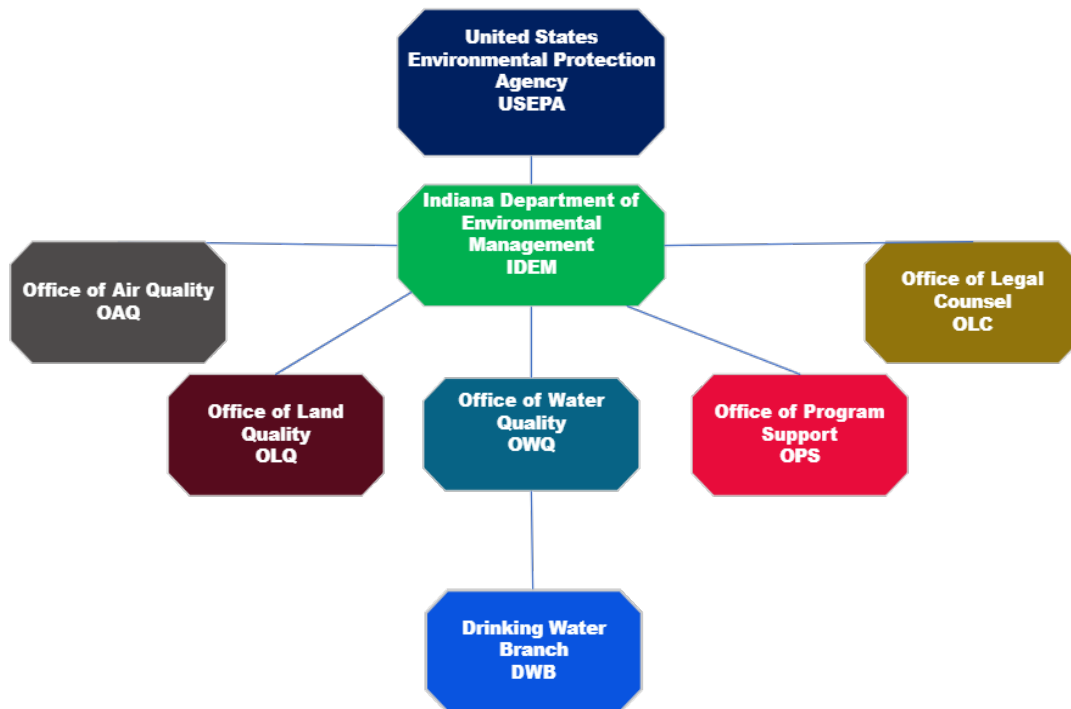 United States
Environmental Protection
Agency
USEPA
Indiana Department of
Environmental
Management
IDEM
Office of Air Quality
OAQ
Office of Legal
Counsel
OLC
Office of Land
Quality
OLQ
Office of Water
Quality
OWQ
Office of Program
Support
OPS
Drinking Water
Branch
DWB